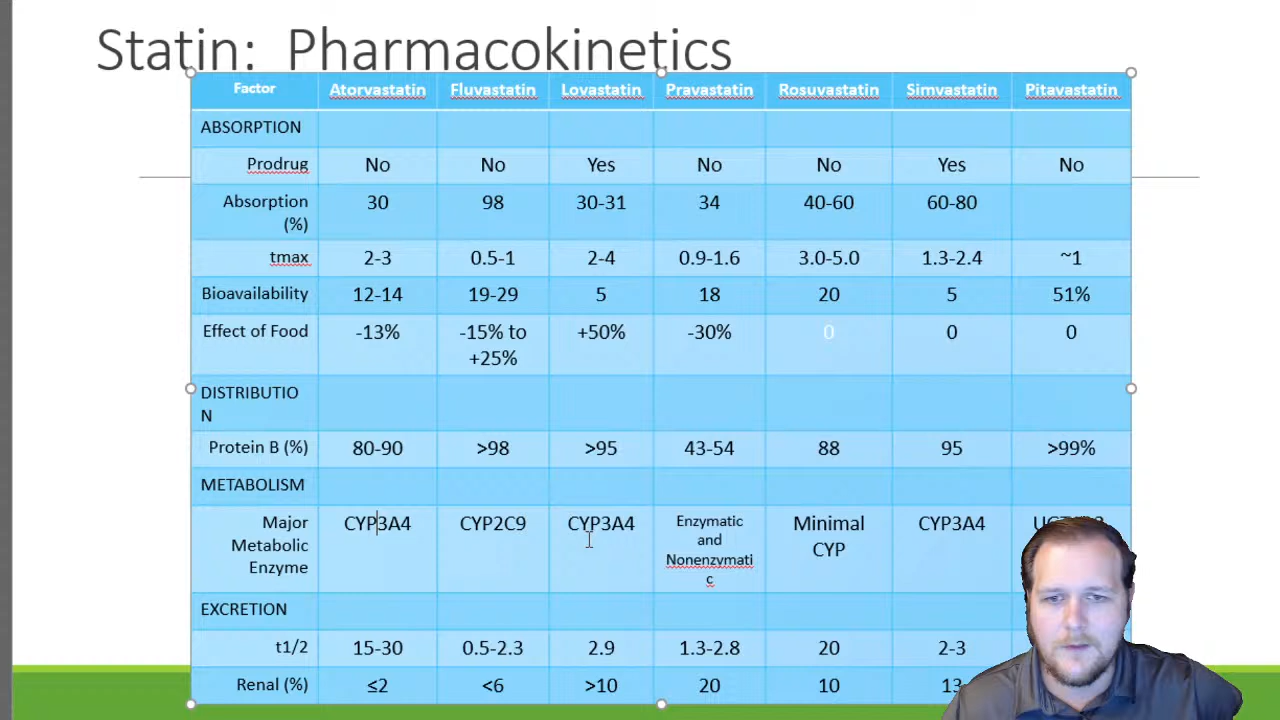 Statin: Pharmacokinetics
Factor Atorvastatin Fluvastatin Lovastatin Pravastatin Rosuvastatin Simvastatin Pitavastatin
ABSORPTION
Prodrug No No Yes No No Yes No
Absorption (%) 30 98 30-31 34 40-60 60-80
tmax 2-3 0.5-1 2-4 0.9-1.6 3.0-5.0 1.3-2.4 ~1
Bioavailability 12-14 19-29 5 18 20 5 51%
Effect of Food -13% -15% to +25% +50% -30% 0 0 0
DISTRIBUTIO
N
Protein B (%) 80-90 >98 >95 43-54 88 95 >99%
METABOLISM
Major Metabolic Enzyme CYP3A4 CYP2C9 CYP3A4 Enzymatic and Nonenzymati c Minimal CYP CYP3A4
EXCRETION
t1/2 15-30 0.5-2.3 2.9 1.3-2.8 20 2-3
Renal (%) ≤2 <6 >10 20 10 13